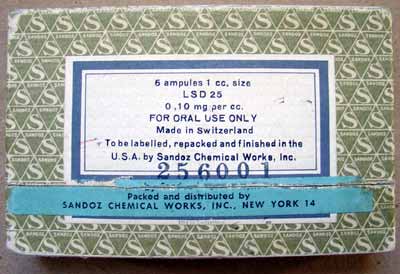 6 ampules 1 cc. size
LSD 25
0,10 mg per cc.
FOR ORAL USE ONLY
Made in Switzerland
To be labelled, repacked and finished in the
U.S.A. by Sandoz Chemical Works, Inc.
256001
Packed and distributed by
SANDOZ CHEMICAL WORKS, INC., NEW YORK 14